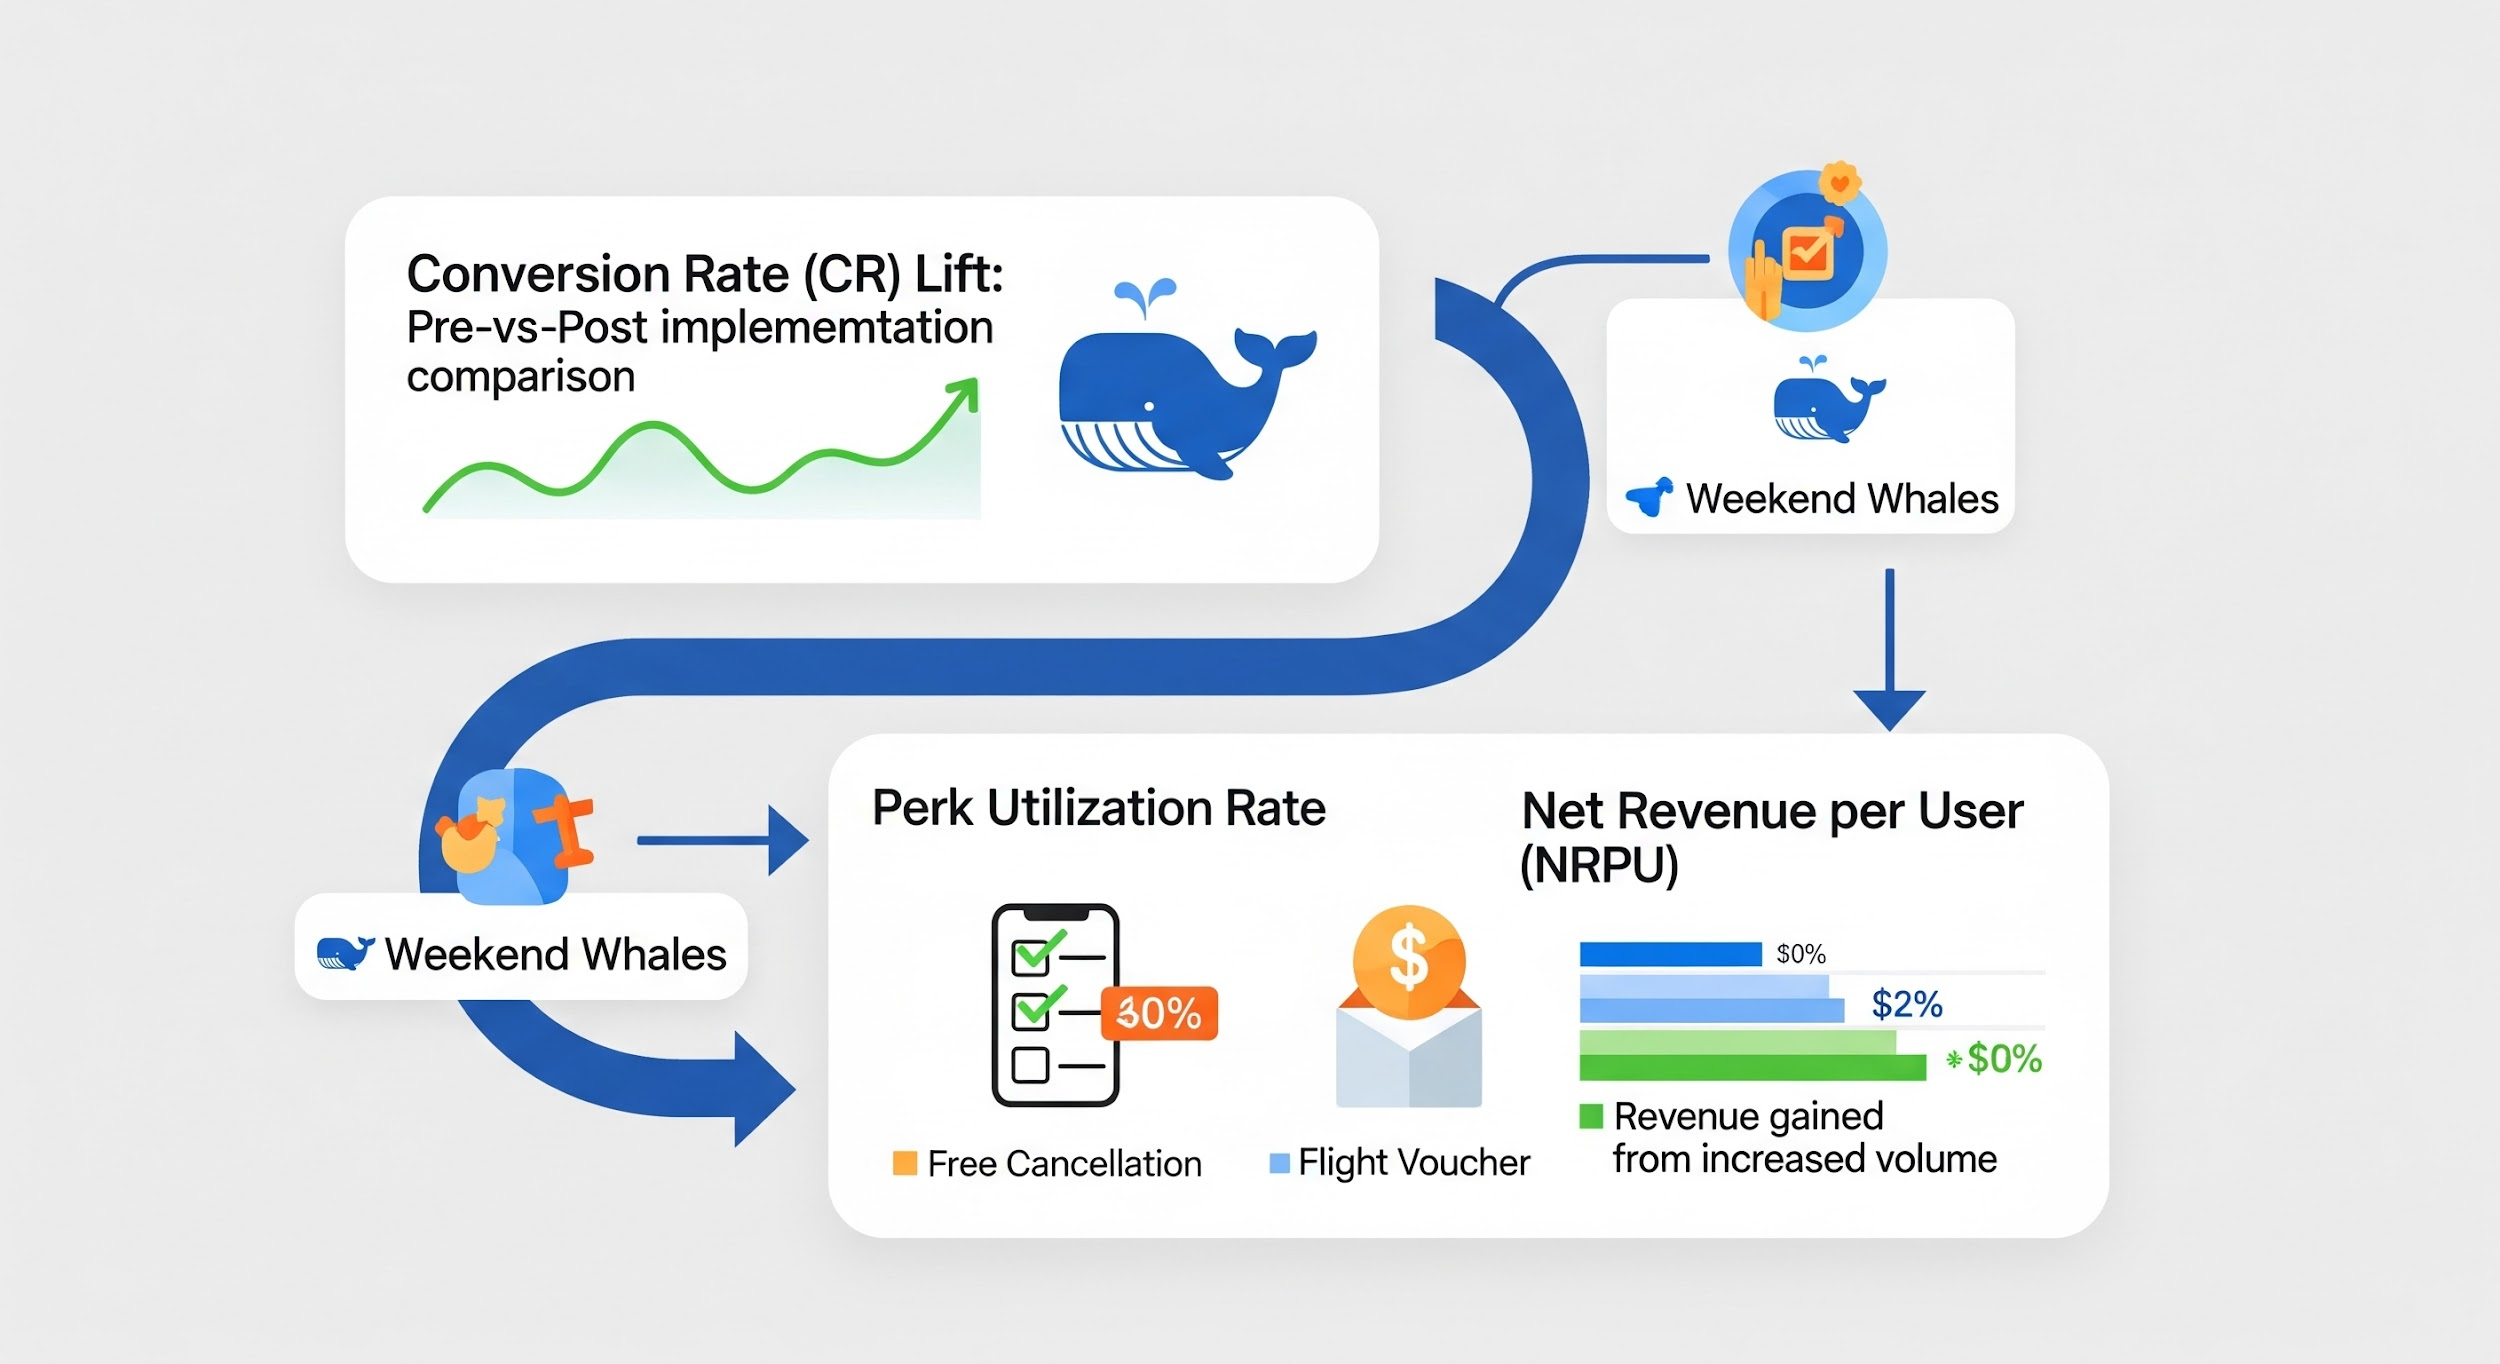 Conversion Rate (CR) Lift:
Pre-vs-Post implememtation
comparison
Weekend Whales
Weekend Whales
Perk Utilization Rate
Net Revenue per User
(NRPU)
$0%
$2%
*$0%
Free Cancellation
Flight Voucher
Revenue gained
from increased volume
$